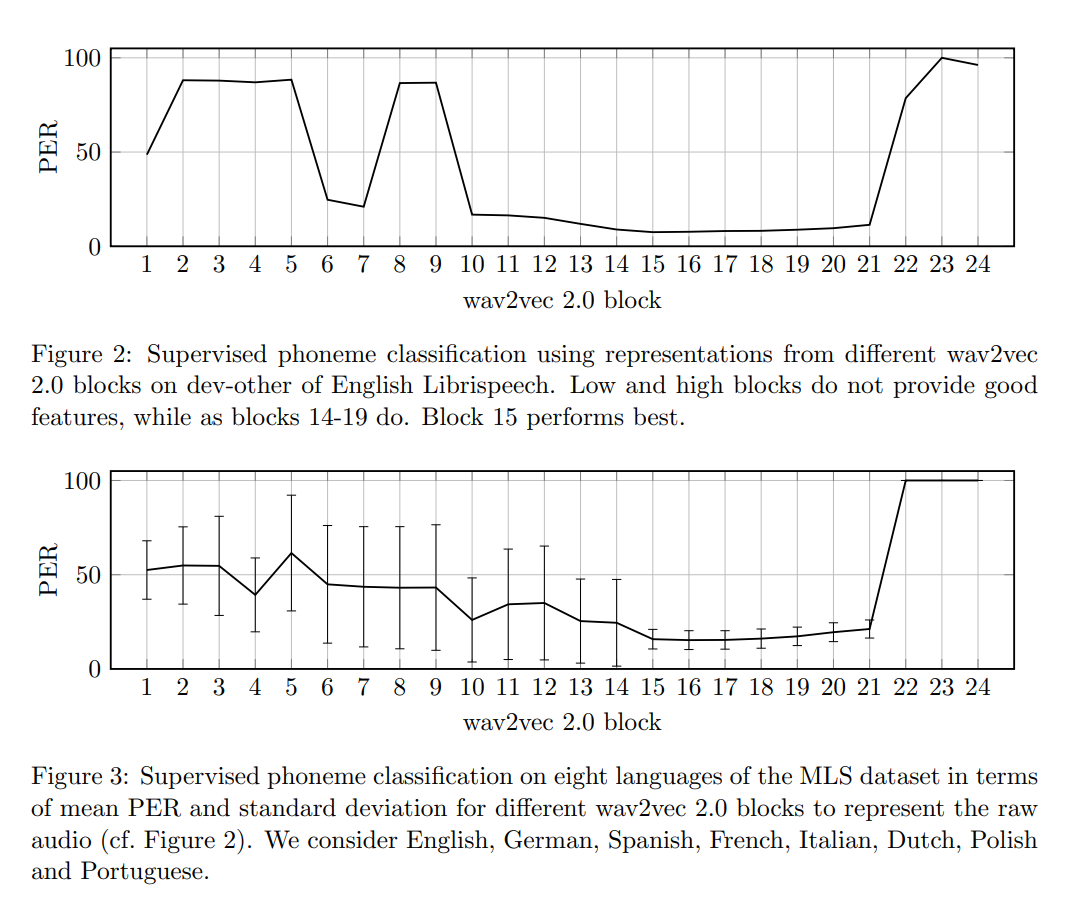 100
50
0
PER
1 2 3 4 5 6 7 8 9 10 11 12 13 14 15 16 17 18 19 20 21 22 23 24
wav2vec 2.0 block
Figure 2: Supervised phoneme classification using representations from different wav2vec
2.0 blocks on dev-other of English Librispeech. Low and high blocks do not provide good
features, while as blocks 14-19 do. Block 15 performs best.
100
50
0
PER
1 2 3 4 5 6 7 8 9 10 11 12 13 14 15 16 17 18 19 20 21 22 23 24
wav2vec 2.0 block
Figure 3: Supervised phoneme classification on eight languages of the MLS dataset in terms
of mean PER and standard deviation for different wav2vec 2.0 blocks to represent the raw
audio (cf. Figure 2). We consider English, German, Spanish, French, Italian, Dutch, Polish
and Portuguese.